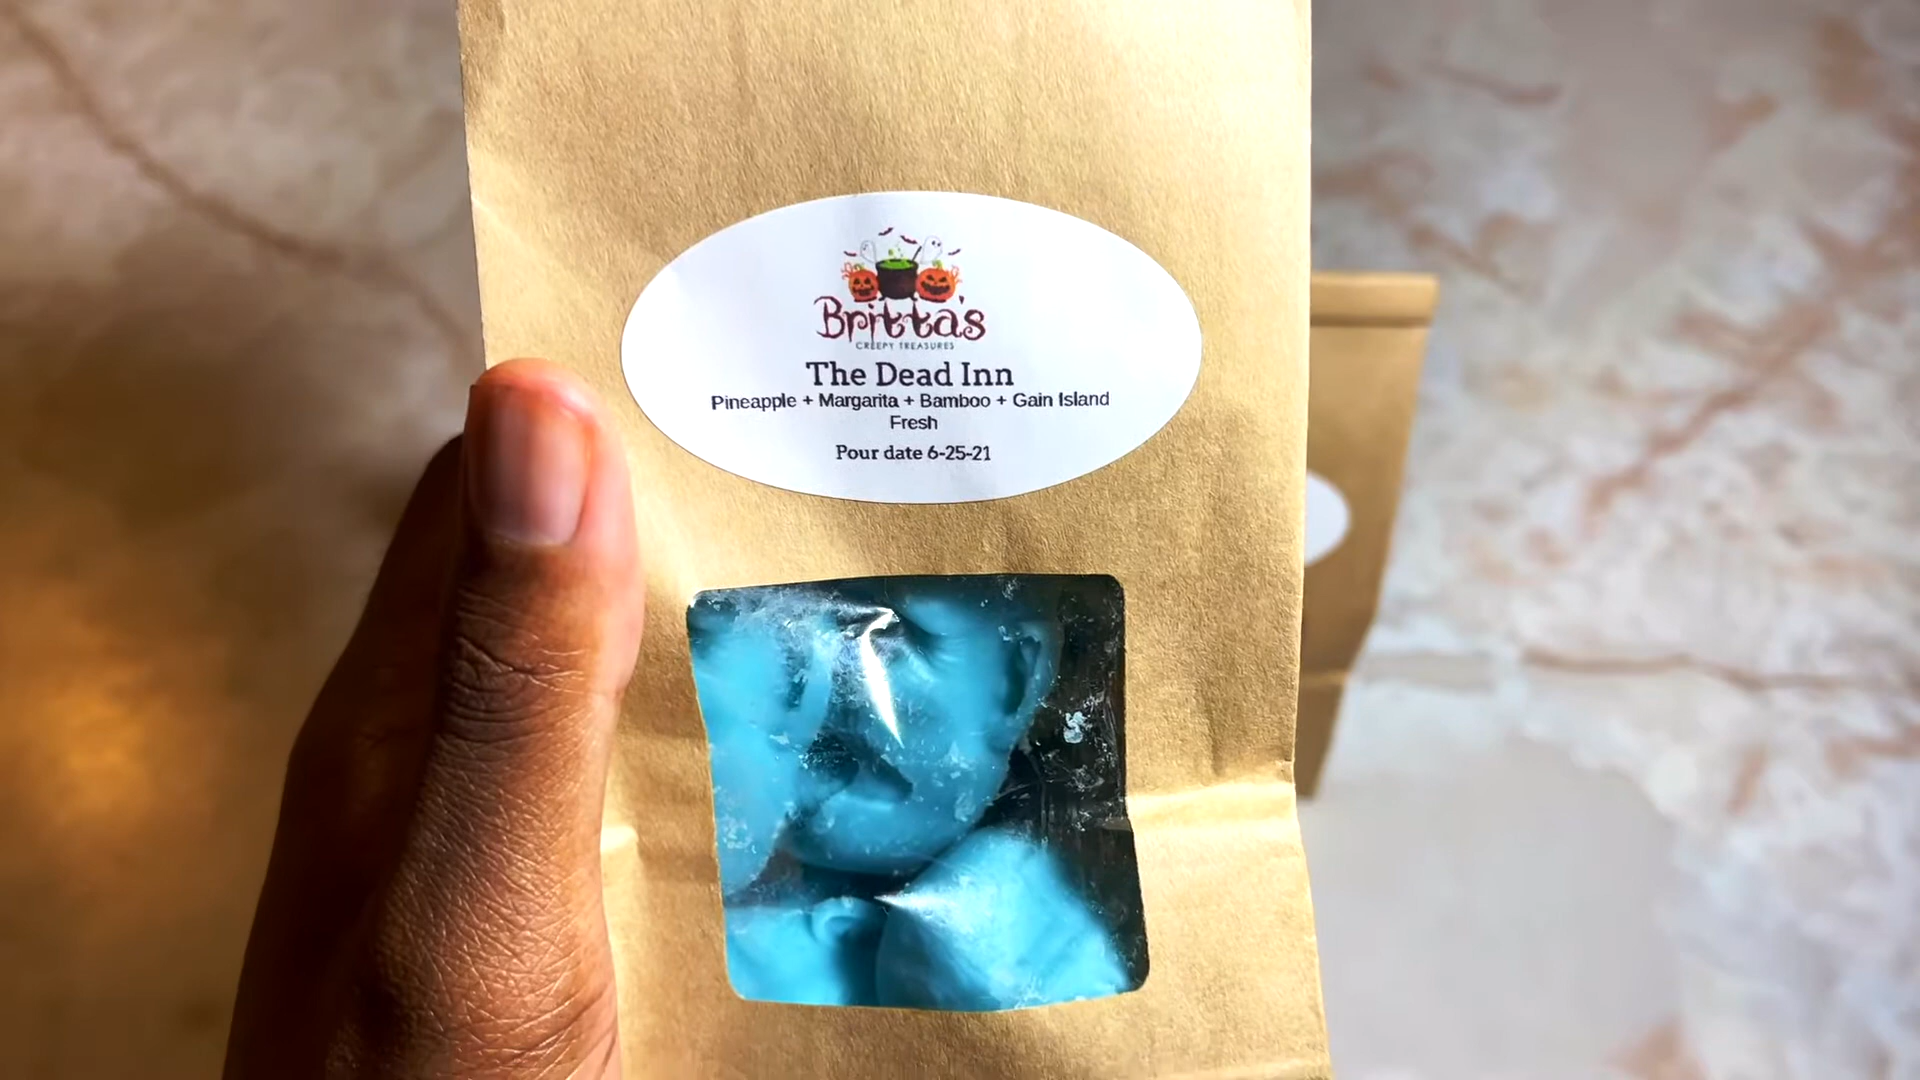 Britta's
CREEPY TREASURES
The Dead Inn
Pineapple + Margarita + Bamboo + Gain Island
Fresh
Pour date 6-25-21